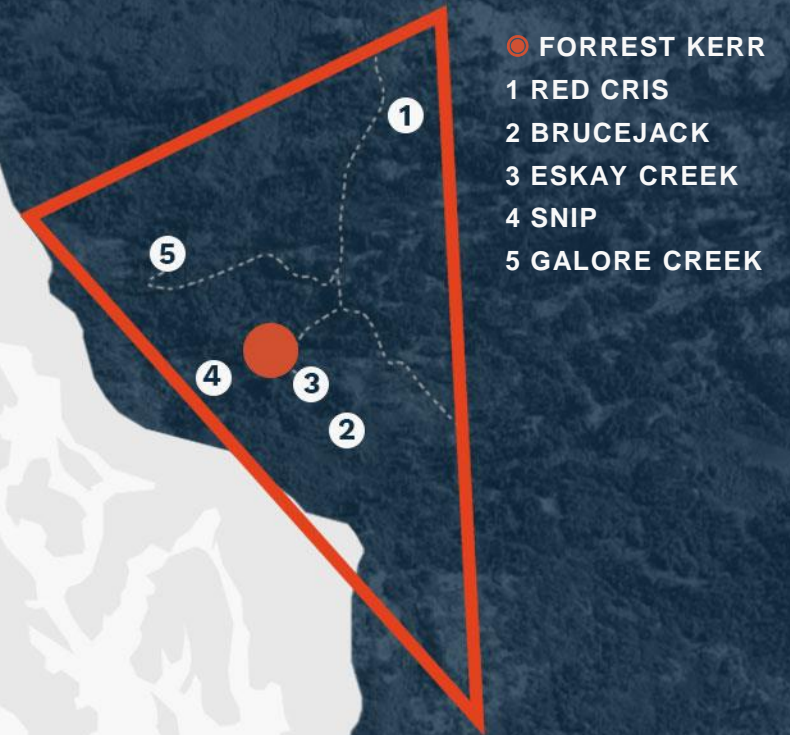 FORREST KERR
1 RED CRIS
2 BRUCEJACK
3 ESKAY CREEK
4 SNIP
5 GALORE CREEK
1
5
4
3
2